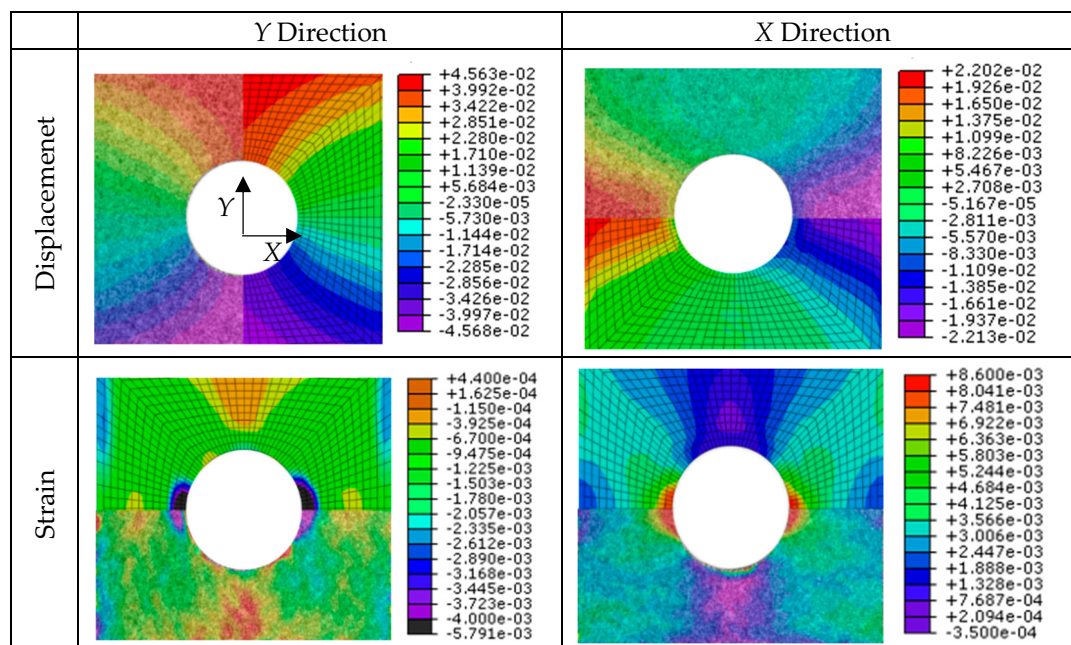 Y Direction
X Direction
Displacemenet
+4.563e-02
+3.992e-02
+3.422e-02
+2.851e-02
+2.280e-02
+1.710e-02
+1.139e-02
+5.684e-03
-2.330e-05
-5.730e-03
-1.144e-02
-1.714e-02
-2.285e-02
-2.856e-02
-3.426e-02
-3.997e-02
-4.568e-02
Y
X
+2.202e-02
+1.926e-02
+1.650e-02
+1.375e-02
+1.099e-02
+8.226e-03
+5.467e-03
+2.708e-03
-5.167e-05
-2.811e-03
-5.570e-03
-8.330e-03
-1.109e-02
-1.385e-02
-1.661e-02
-1.937e-02
-2.213e-02
Strain
+4.400e-04
+1.625e-04
-1.150e-04
-3.925e-04
-6.700e-04
-9.475e-04
-1.225e-03
-1.503e-03
-1.780e-03
-2.057e-03
-2.335e-03
-2.612e-03
-2.890e-03
-3.168e-03
-3.445e-03
-3.723e-03
-4.000e-03
-5.791e-03
+8.600e-03
+8.041e-03
+7.481e-03
+6.922e-03
+6.363e-03
+5.803e-03
+5.244e-03
+4.684e-03
+4.125e-03
+3.566e-03
+3.006e-03
+2.447e-03
+1.888e-03
+1.328e-03
+7.687e-04
+2.094e-04
-3.500e-04